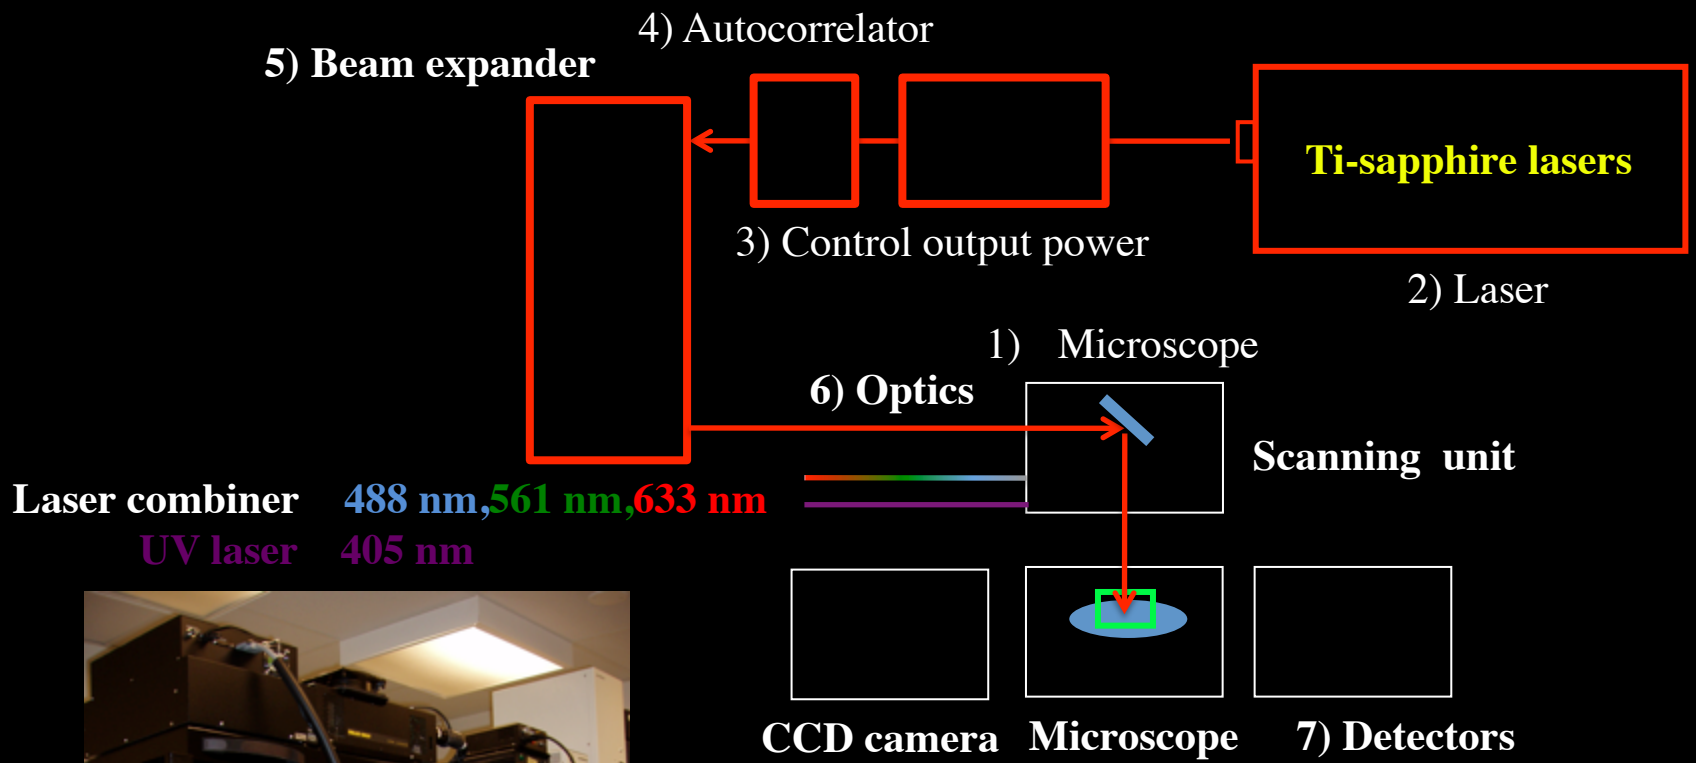 4) Autocorrelator
5) Beam expander
Ti-sapphire lasers
3) Control output power
2) Laser
1) Microscope
6) Optics
Scanning unit
Laser combiner 488 nm,561 nm,633 nm
UV laser 405 nm
CCD camera Microscope 7) Detectors